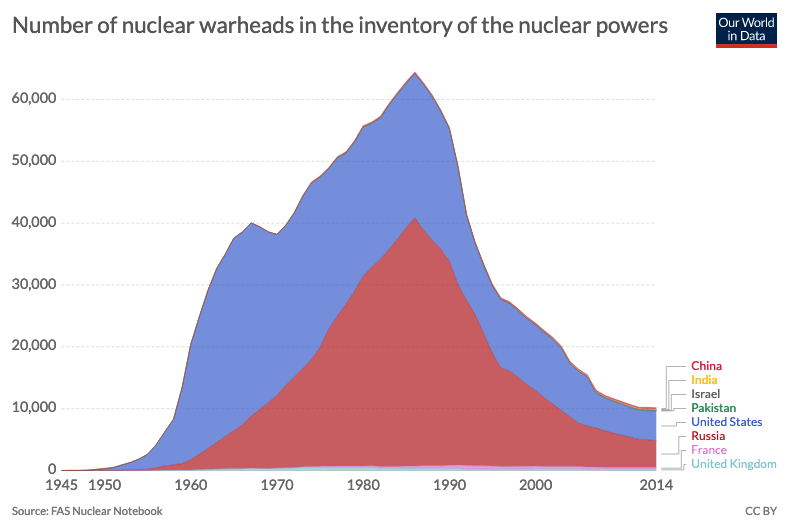 Number of nuclear warheads in the inventory of the nuclear powers
Our World
in Data
60,000
50,000
40,000
30,000
20,000
10,000
0
1945 1950 1960 1970 1980 1990 2000 2014
China
India
Israel
Pakistan
United States
Russia
France
United Kingdom
Source: FAS Nuclear Notebook
CC BY